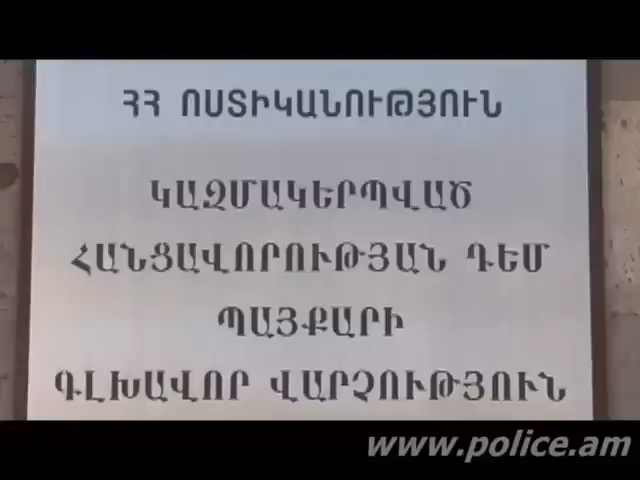 ՀՀ ՈՍՏԻԿԱՆՈՒԹՅՈՒՆ
ԿԱԶՄԱԿԵՐՊՎԱԾ
ՀԱՆՑԱՎՈՐՈՒԹՅԱՆ ԴԵՄ
ՊԱՅՔԱՐԻ
ԳԼԽԱՎՈՐ ՎԱՐՉՈՒԹՅՈՒՆ
www.police.am